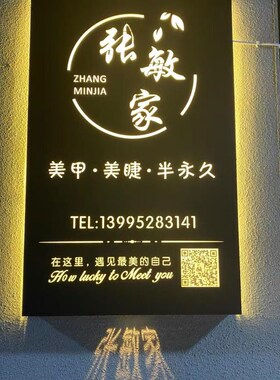 张敏家
ZHANG
MINJIA
美甲·美睫·半永久
TEL:13995283141
在这里，遇见最美的自己
How lucky to Meet you